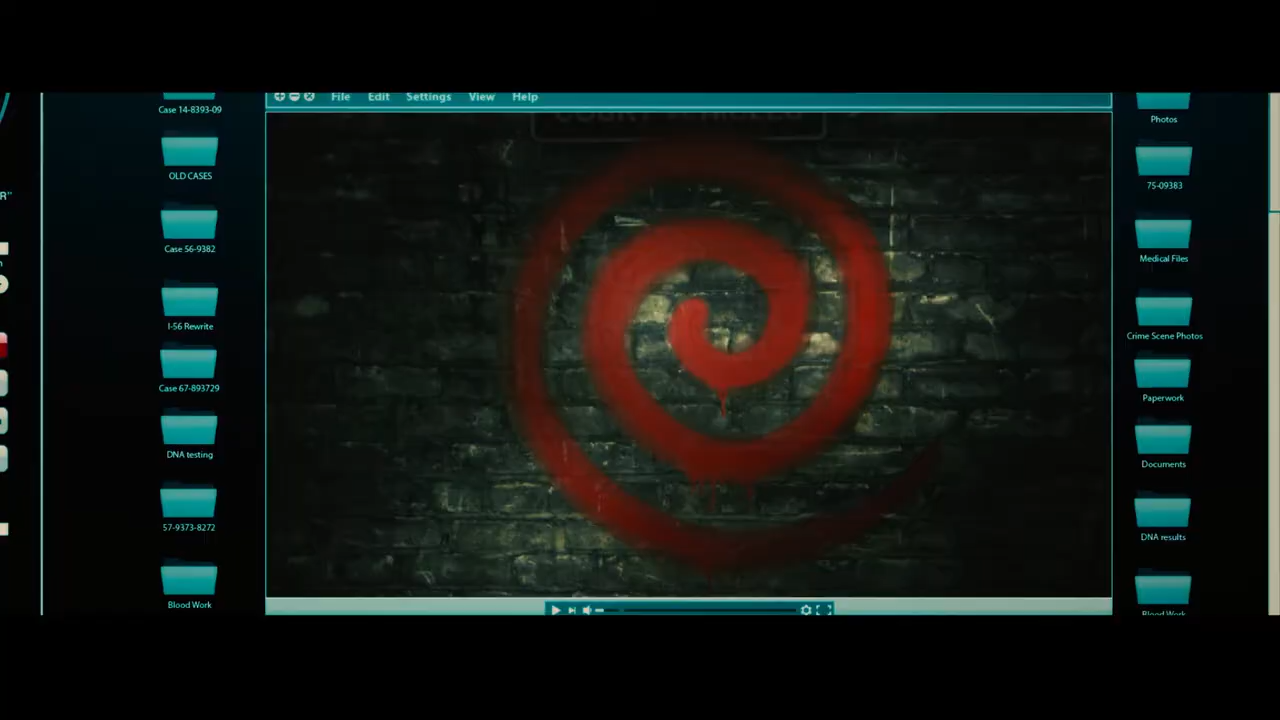 Case 14-8393-09
OLD CASES
Case 56-9382
I-56 Rewrite
Case 67-893729
DNA testing
57-9373-8272
Blood Work
File Edit Settings View Help
Photos
75-09383
Medical Files
Crime Scene Photos
Paperwork
Documents
DNA results
Blood Work
R"
n